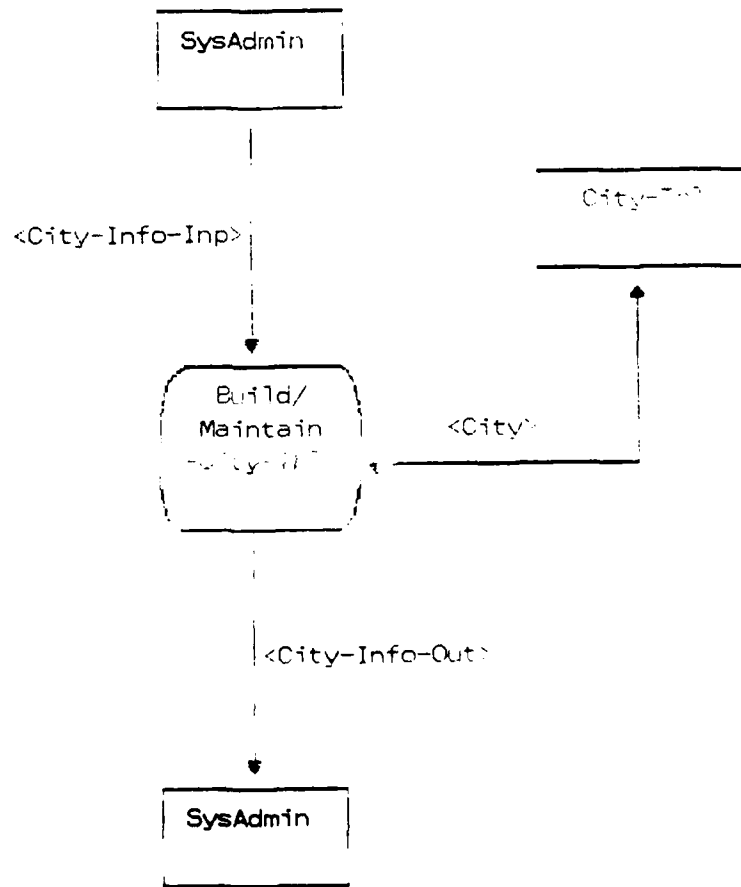 SysAdmin
<City-Info-Inp>
Build/
Maintain
<City>
<City-Info-Out>
SysAdmin